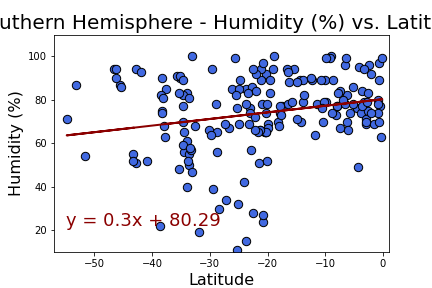 uthern Hemisphere - Humidity (%) vs. Latit
Humidity (%)
100
80
60
40
20
y = 0.3x + 80.29
−50 −40 −30 −20 −10 0
Latitude